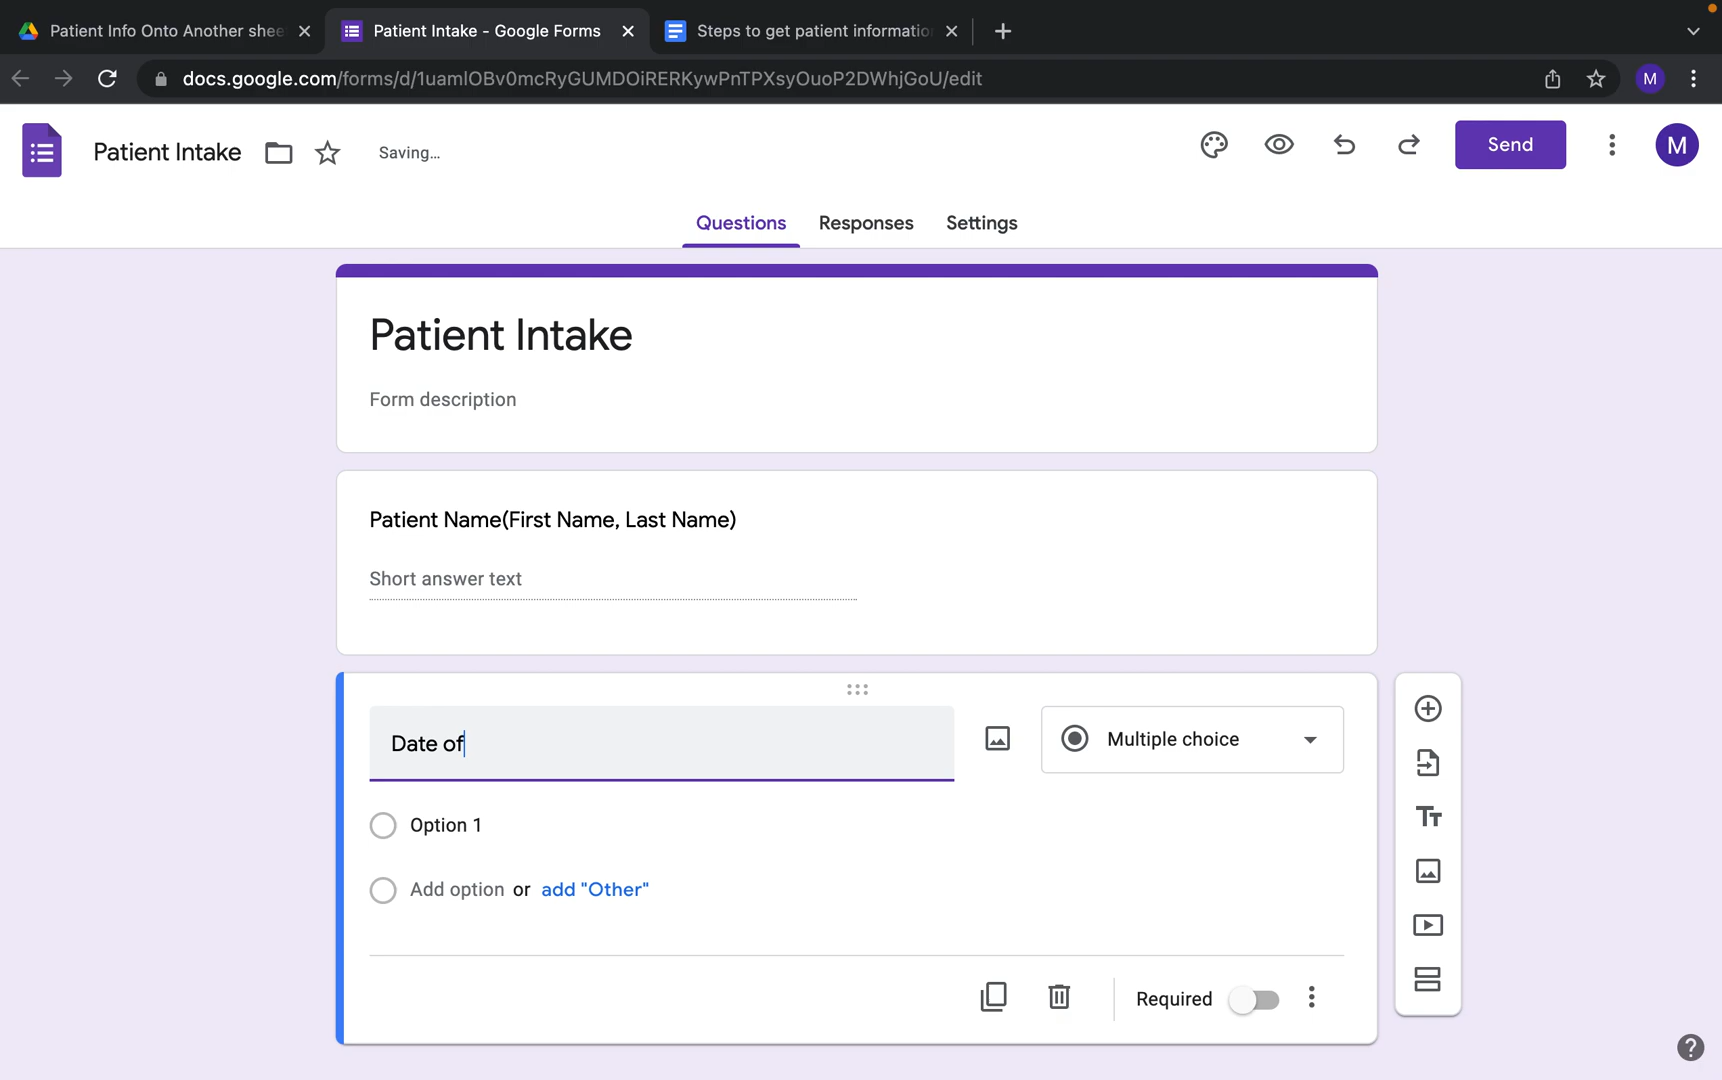 Patient Info Onto Another shee
Patient Intake - Google Forms
Steps to get patient informatio
docs.google.com/forms/d/1uamlOBv0mcRyGUMDOiRERKywPnTPXsyOuoP2DWhjGoU/edit
M
Patient Intake
Saving...
Send
M
Questions
Responses
Settings
Patient Intake
Form description
Patient Name(First Name, Last Name)
Short answer text
Date of
Multiple choice
Option 1
Add option or add "Other"
Required